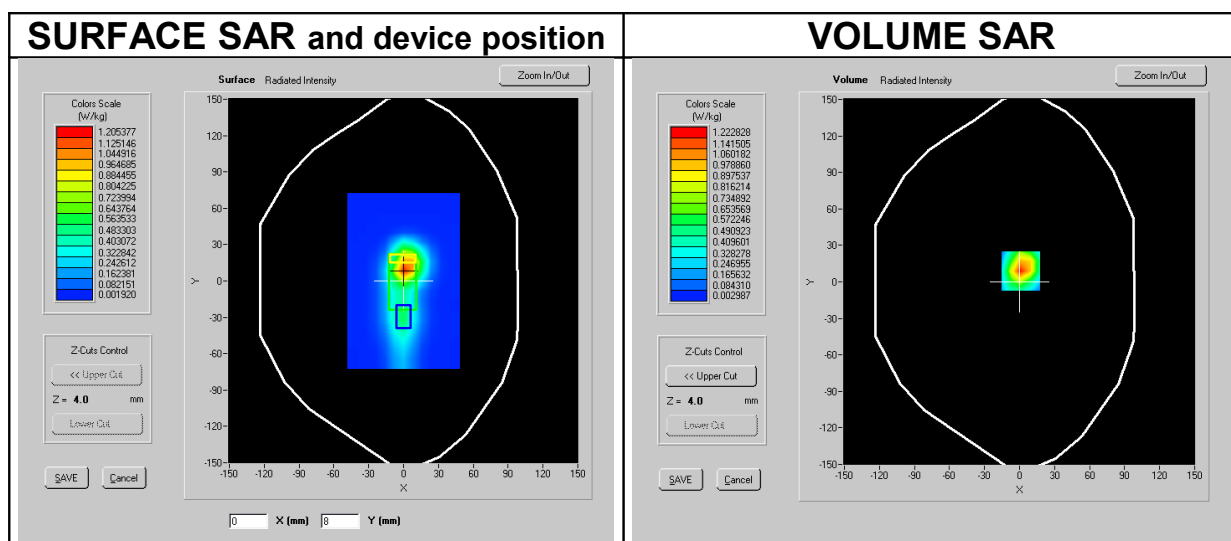 SURFACE SAR and device position
Surface Radiated Intensity
Zoom In/Out
Colors Scale
(W/kg)
1.205377
1.125146
1.044916
0.964685
0.884455
0.804225
0.723994
0.643764
0.563533
0.483303
0.403072
0.322842
0.242612
0.162381
0.082151
0.001920
150-
120-
90-
60-
30-
0-
-30-
-60-
-90-
-120-
-150-
Y
-150 -120 -90 -60 -30 0 30 60 90 120 150
X
Z-Cuts Control
<< Upper Cut
Z = 4.0 mm
Lower Cut
SAVE Cancel
0 X (mm) 8 Y (mm)
VOLUME SAR
Volume Radiated Intensity
Zoom In/Out
Colors Scale
(W/kg)
1.222828
1.141505
1.060182
0.978860
0.897537
0.816214
0.734892
0.653569
0.572246
0.490923
0.409601
0.328278
0.246955
0.165632
0.084310
0.002987
150-
120-
90-
60-
30-
0-
-30-
-60-
-90-
-120-
-150-
Y
-150 -120 -90 -60 -30 0 30 60 90 120 150
X
Z-Cuts Control
<< Upper Cut
Z = 4.0 mm
Lower Cut
SAVE Cancel